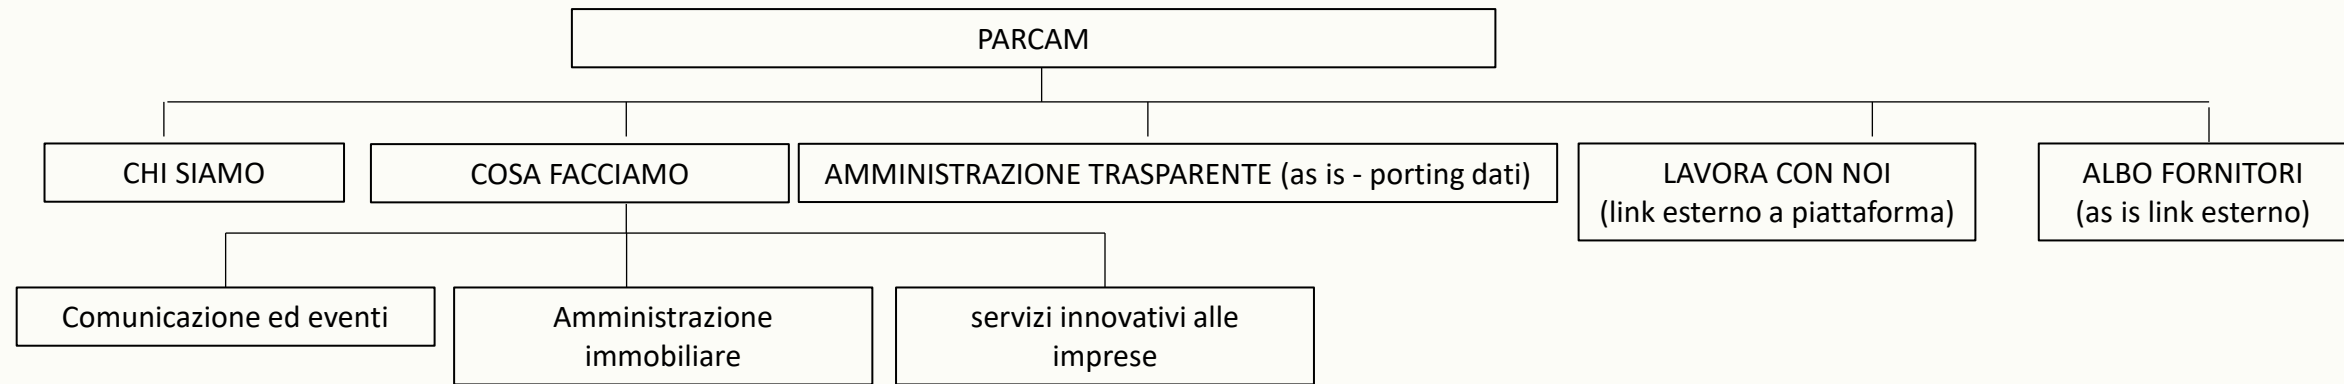 PARCAM
CHI SIAMO
COSA FACCIAMO
AMMINISTRAZIONE TRASPARENTE (as is - porting dati)
LAVORA CON NOI
(link esterno a piattaforma)
ALBO FORNITORI
(as is link esterno)
Comunicazione ed eventi
Amministrazione
immobiliare
servizi innovativi alle
imprese